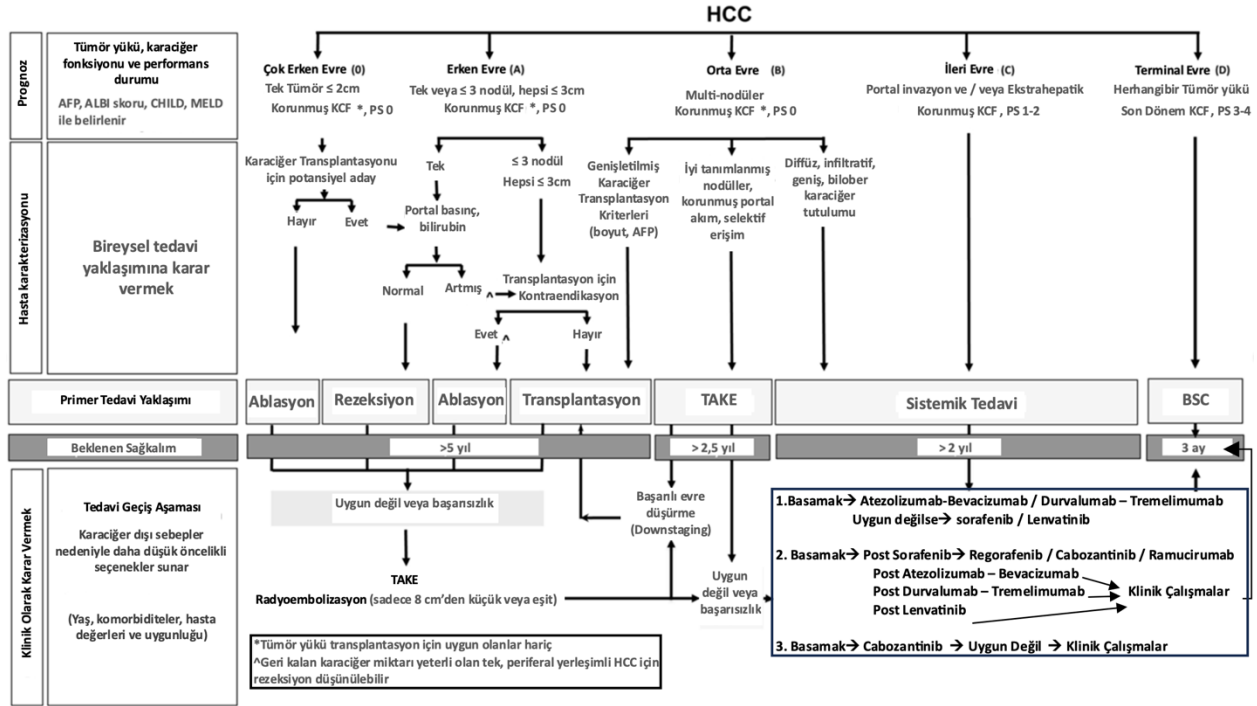 HCC
Prognoz
Tümör yükü, karaciğer
fonksiyonu ve performans
durumu
AFP, ALBI skoru, CHILD, MELD
ile belirlenir
Çok Erken Evre (0)
Tek Tümör ≤ 2cm
Korunmuş KCF *, PS 0
Erken Evre (A)
Tek veya ≤ 3 nodül, hepsi ≤ 3cm
Korunmuş KCF *, PS 0
Orta Evre (B)
Multi-nodüler
Korunmuş KCF *, PS 0
İleri Evre (C)
Portal invazyon ve / veya Ekstrahepatik
Korunmuş KCF , PS 1-2
Terminal Evre (D)
Herhangibir Tümör yükü
Son Dönem KCF, PS 3-4
Hasta karakterizasyonu
Bireysel tedavi
yaklaşımına karar
vermek
Karaciğer Transplantasyonu
için potansiyel aday
Hayır
Evet
Tek
Portal basınç,
bilirubin
Normal
Artmış ^
≤ 3 nodül
Hepsi ≤ 3cm
Transplantasyon için
Kontraendikasyon
Evet ^
Hayır
Genişletilmiş
Karaciğer
Transplantasyon
Kriterleri
(boyut, AFP)
İyi tanımlanmış
nodüller,
korunmuş portal
akım, selektif
erişim
Diffüz, infiltratif,
geniş, bilober
karaciğer
tutulumu
Primer Tedavi Yaklaşımı
Ablasyon
Rezeksiyon
Ablasyon
Transplantasyon
TAKE
Sistemik Tedavi
BSC
Beklenen Sağkalım
>5 yıl
> 2,5 yıl
> 2 yıl
3 ay
Klinik Olarak Karar Vermek
Tedavi Geçiş Aşaması
Karaciğer dışı sebepler
nedeniyle daha düşük öncelikli
seçenekler sunar
(Yaş, komorbiditeler, hasta
değerleri ve uygunluğu)
Uygun değil veya başarısızlık
TAKE
Radyoembolizasyon (sadece 8 cm’den küçük veya eşit)
Başarılı evre
düşürme
(Downstaging)
Uygun
değil veya
başarısızlık
1.Basamak→ Atezolizumab-Bevacizumab / Durvalumab – Tremelimumab
Uygun değilse→ sorafenib / Lenvatinib
2. Basamak→ Post Sorafenib→ Regorafenib / Cabozantinib / Ramucirumab
Post Atezolizumab – Bevacizumab
Post Durvalumab – Tremelimumab
Klinik Çalışmalar
Post Lenvatinib
3. Basamak→ Cabozantinib → Uygun Değil → Klinik Çalışmalar
*Tümör yükü transplantasyon için uygun olanlar hariç
^Geri kalan karaciğer miktarı yeterli olan tek, periferal yerleşimli HCC için
rezeksiyon düşünülebilir